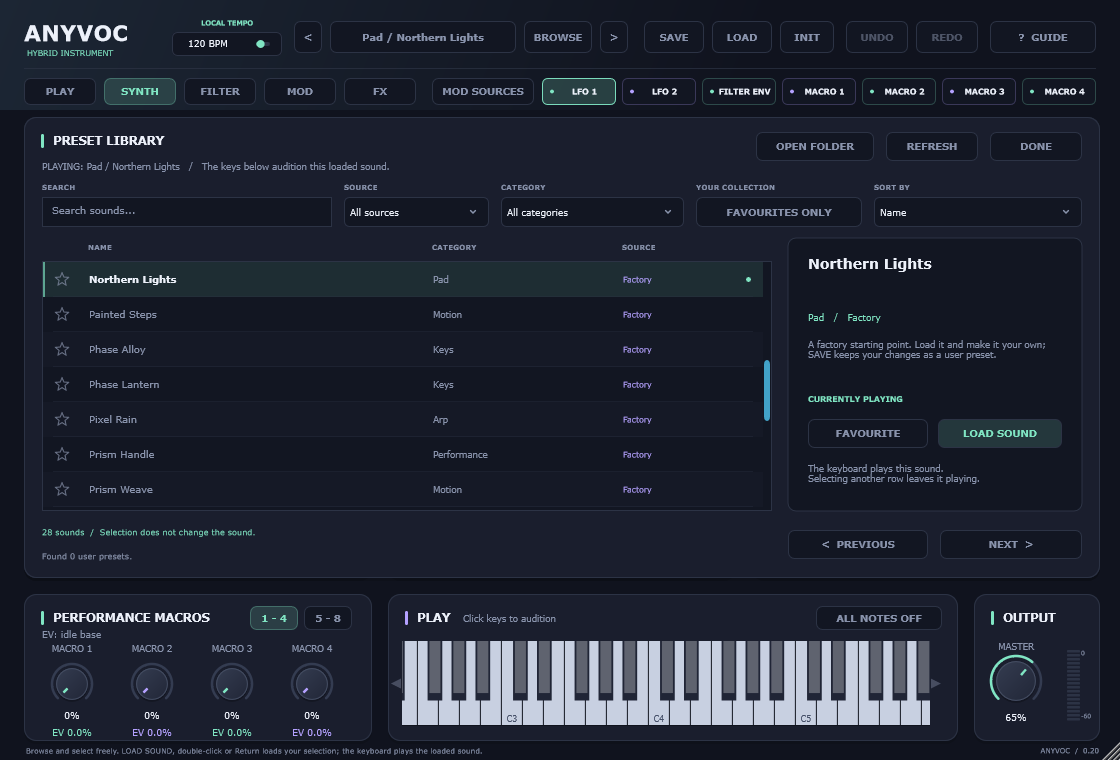 ANYVOC
HYBRID INSTRUMENT
LOCAL TEMPO
120 BPM
<
Pad / Northern Lights
BROWSE
>
SAVE
LOAD
INIT
UNDO
REDO
? GUIDE
PLAY
SYNTH
FILTER
MOD
FX
MOD SOURCES
LFO 1
LFO 2
FILTER ENV
MACRO 1
MACRO 2
MACRO 3
MACRO 4
PRESET LIBRARY
OPEN FOLDER
REFRESH
DONE
PLAYING: Pad / Northern Lights / The keys below audition this loaded sound.
SEARCH
SOURCE
CATEGORY
YOUR COLLECTION
SORT BY
Search sounds...
All sources
All categories
FAVOURITES ONLY
Name
NAME CATEGORY SOURCE
Northern Lights Pad Factory
Painted Steps Motion Factory
Phase Alloy Keys Factory
Phase Lantern Keys Factory
Pixel Rain Arp Factory
Prism Handle Performance Factory
Prism Weave Motion Factory
Northern Lights
Pad / Factory
A factory starting point. Load it and make it your own;
SAVE keeps your changes as a user preset.
CURRENTLY PLAYING
FAVOURITE
LOAD SOUND
The keyboard plays this sound.
Selecting another row leaves it playing.
28 sounds / Selection does not change the sound.
Found 0 user presets.
< PREVIOUS
NEXT >
PERFORMANCE MACROS
1 - 4
5 - 8
EV: idle base
MACRO 1 MACRO 2 MACRO 3 MACRO 4
0% 0% 0% 0%
EV 0.0% EV 0.0% EV 0.0% EV 0.0%
PLAY
Click keys to audition
ALL NOTES OFF
C3 C4 C5
OUTPUT
MASTER
65%
0
-60
Browse and select freely. LOAD SOUND, double-click or Return loads your selection; the keyboard plays the loaded sound.
ANYVOC / 0.20